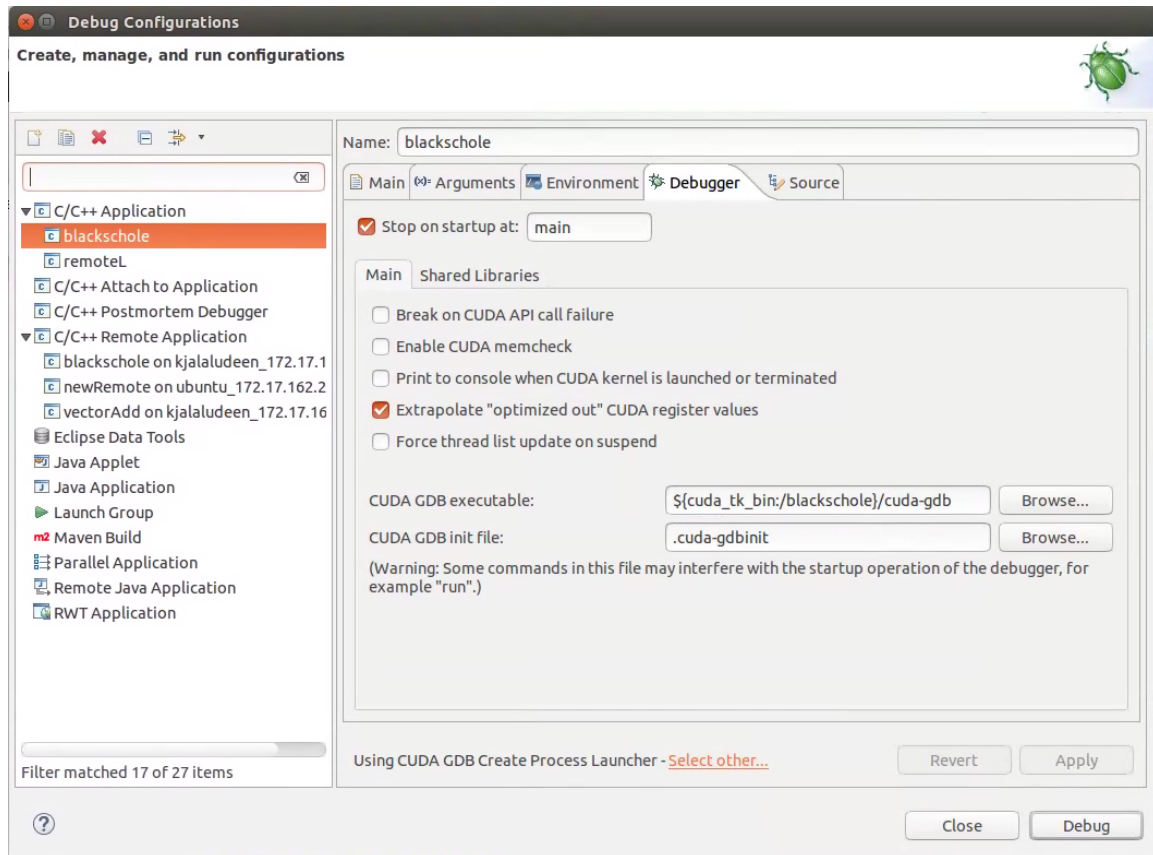 Debug Configurations
Create, manage, and run configurations
Name: blackschole
Main (x)= Arguments Environment Debugger Source
C/C++ Application
blackschole
remoteL
C/C++ Attach to Application
C/C++ Postmortem Debugger
C/C++ Remote Application
blackschole on kjalaludeen_172.17.1
newRemote on ubuntu_172.17.162.2
vectorAdd on kjalaludeen_172.17.16
Eclipse Data Tools
Java Applet
Java Application
Launch Group
m2 Maven Build
Parallel Application
Remote Java Application
RWT Application
Filter matched 17 of 27 items
Stop on startup at: main
Main Shared Libraries
Break on CUDA API call failure
Enable CUDA memcheck
Print to console when CUDA kernel is launched or terminated
Extrapolate "optimized out" CUDA register values
Force thread list update on suspend
CUDA GDB executable: ${cuda_tk_bin:/blackschole}/cuda-gdb Browse...
CUDA GDB init file: .cuda-gdbinit Browse...
(Warning: Some commands in this file may interfere with the startup operation of the debugger, for
example "run".)
Using CUDA GDB Create Process Launcher - Select other... Revert Apply
Close Debug